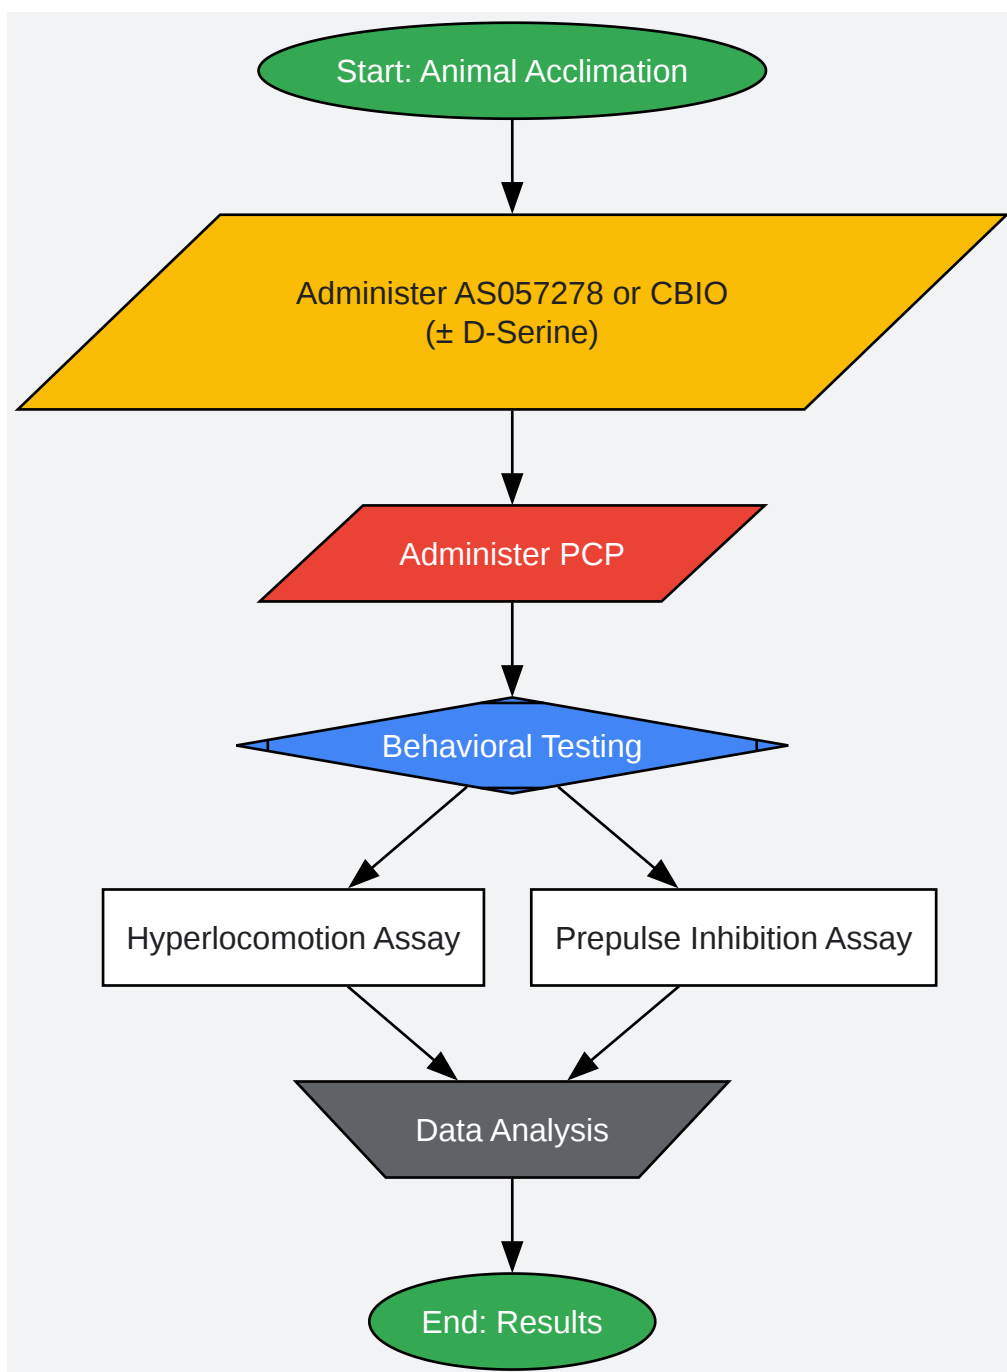 Start: Animal Acclimation
Administer AS057278 or CBIO
(± D-Serine)
Administer PCP
Behavioral Testing
Hyperlocomotion Assay
Prepulse Inhibition Assay
Data Analysis
End: Results